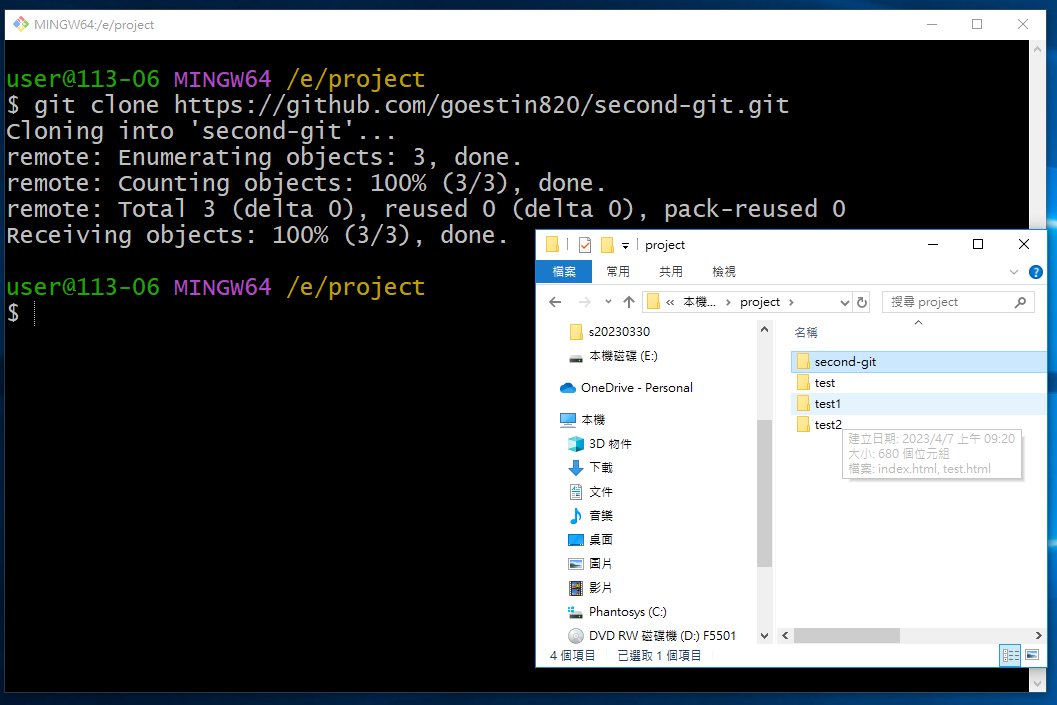 MINGW64:/e/project
user@113-06 MINGW64 /e/project
$ git clone https://github.com/goestin820/second-git.git
Cloning into 'second-git'...
remote: Enumerating objects: 3, done.
remote: Counting objects: 100% (3/3), done.
remote: Total 3 (delta 0), reused 0 (delta 0), pack-reused 0
Receiving objects: 100% (3/3), done.
user@113-06 MINGW64 /e/project
$
project
檔案 常用 共用 檢視
« 本機... › project ›
搜尋 project
s20230330
本機磁碟 (E:)
OneDrive - Personal
本機
3D 物件
下載
文件
音樂
桌面
圖片
影片
Phantosys (C:)
DVD RW 磁碟機 (D:) F5501
名稱
second-git
test
test1
test2
建立日期: 2023/4/7 上午 09:20
大小: 680 個位元組
檔案: index.html, test.html
4 個項目 已選取 1 個項目